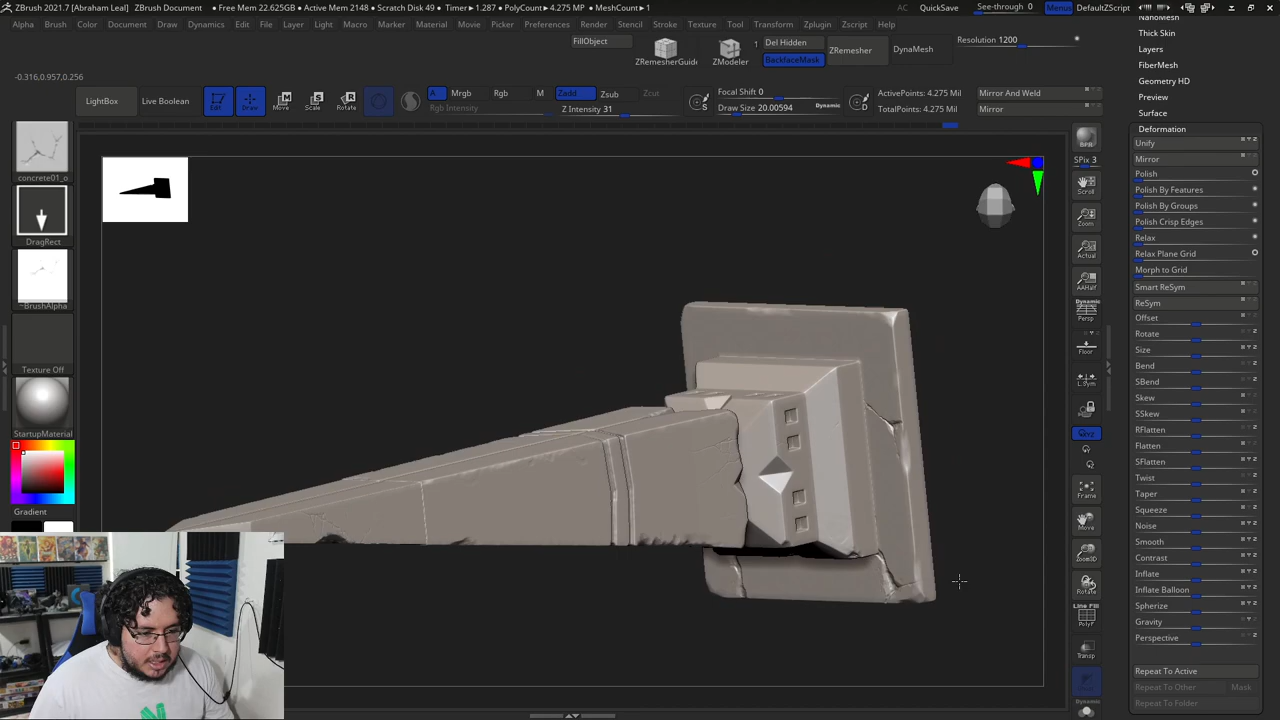 ZBrush 2021.7 [Abraham Leal] ZBrush Document • Free Mem 22.625GB • Active Mem 2148 • Scratch Disk 49 • Timer▸1.287 • PolyCount▸4.275 MP • MeshCount▸1
AC QuickSave See-through 0 Menus DefaultZScript
Alpha Brush Color Document Draw Dynamics Edit File Layer Light Macro Marker Material Movie Picker Preferences Render Stencil Stroke Texture Tool Transform Zplugin Zscript Help
FillObject
ZRemesherGuide
ZModeler
1
Del Hidden
BackfaceMask
ZRemesher
DynaMesh
Resolution 1200
-0.316,0.957,0.256
LightBox
Live Boolean
Edit
Draw
Move
Scale
Rotate
A Mrgb Rgb M
Rgb Intensity
Zadd Zsub Zcut
Z Intensity 31
S
Focal Shift 0
Draw Size 20.00594 Dynamic
D
ActivePoints: 4.275 Mil
TotalPoints: 4.275 Mil
Mirror And Weld
Mirror
concrete01_o
DragRect
~BrushAlpha
Texture Off
StartupMaterial
Gradient
BPR
SPix 3
Scroll
Zoom
Actual
AAHalf
Dynamic
Persp
Floor
L.Sym
Frame
Move
Zoom3D
Rotate
Line Fill
PolyF
Transp
Dynamic
NanoMesh
Thick Skin
Layers
FiberMesh
Geometry HD
Preview
Surface
Deformation
Unify
Mirror
Polish
Polish By Features
Polish By Groups
Polish Crisp Edges
Relax
Relax Plane Grid
Morph to Grid
Smart ReSym
ReSym
Offset
Rotate
Size
Bend
SBend
Skew
SSkew
RFlatten
Flatten
SFlatten
Twist
Taper
Squeeze
Noise
Smooth
Contrast
Inflate
Inflate Balloon
Spherize
Gravity
Perspective
Repeat To Active
Repeat To Other Mask
Repeat To Folder